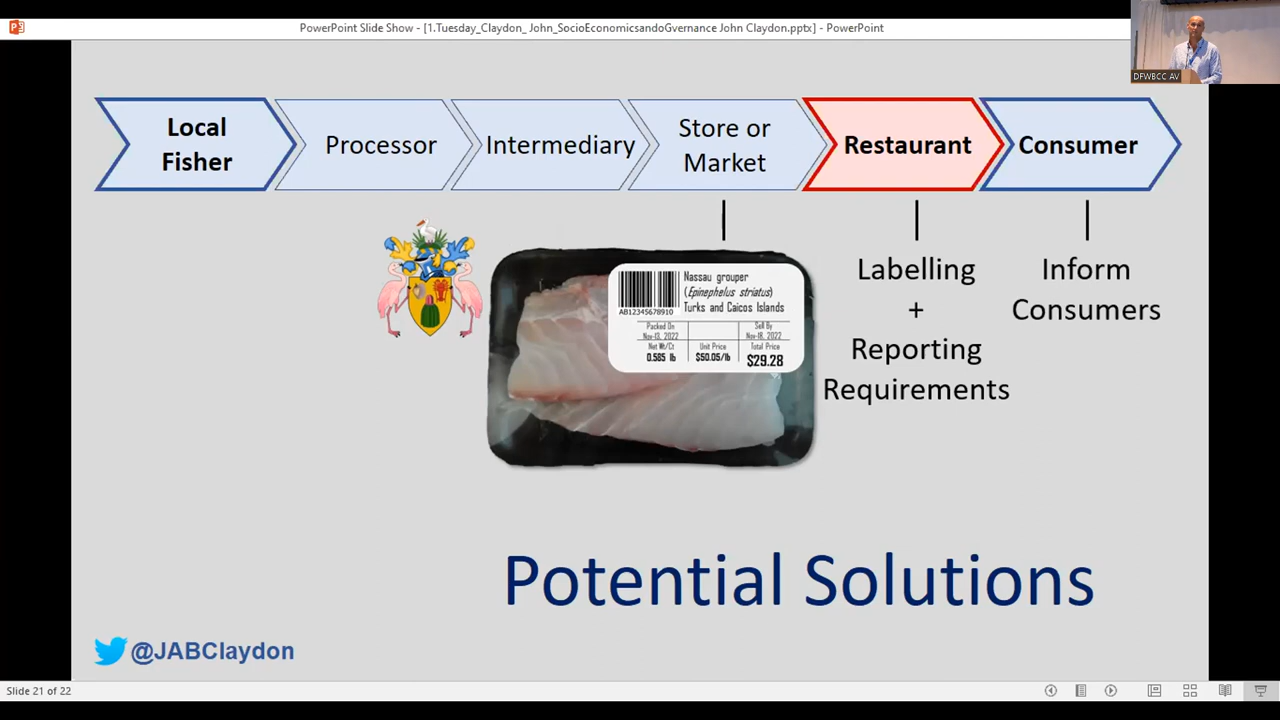 PowerPoint Slide Show - [1.Tuesday_Claydon_ John_SocioEconomicsandoGvernance John Claydon.pptx] - PowerPoint
DFWBCC AV
Local
Fisher
Processor
Intermediary
Store or
Market
Restaurant
Consumer
Nassau grouper
(Epinephelus striatus)
Turks and Caicos Islands
AB12345678910
Packed On
Nov-13, 2022
Sell By
Nov-18, 2022
Net Wt/Ct
0.585 lb
Unit Price
$50.05/lb
Total Price
$29.28
Labelling
+
Reporting
Requirements
Inform
Consumers
Potential Solutions
@JABClaydon
Slide 21 of 22